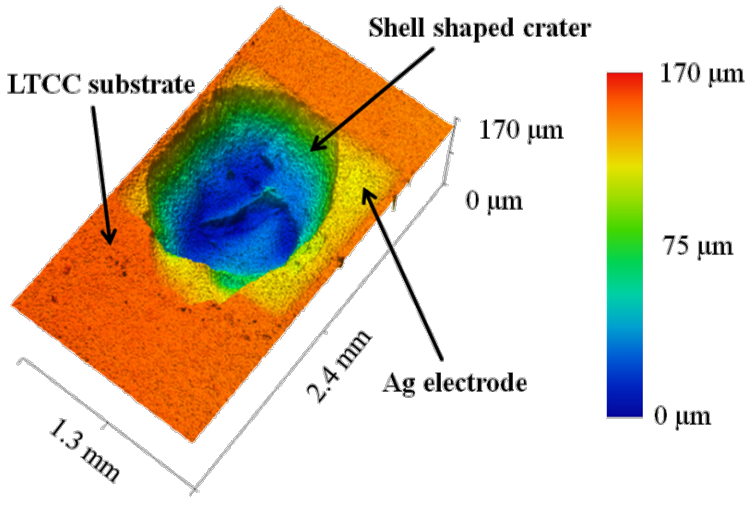 Shell shaped crater
LTCC substrate
170 μm
170 μm
0 μm
75 μm
2.4 mm
Ag electrode
1.3 mm
0 μm